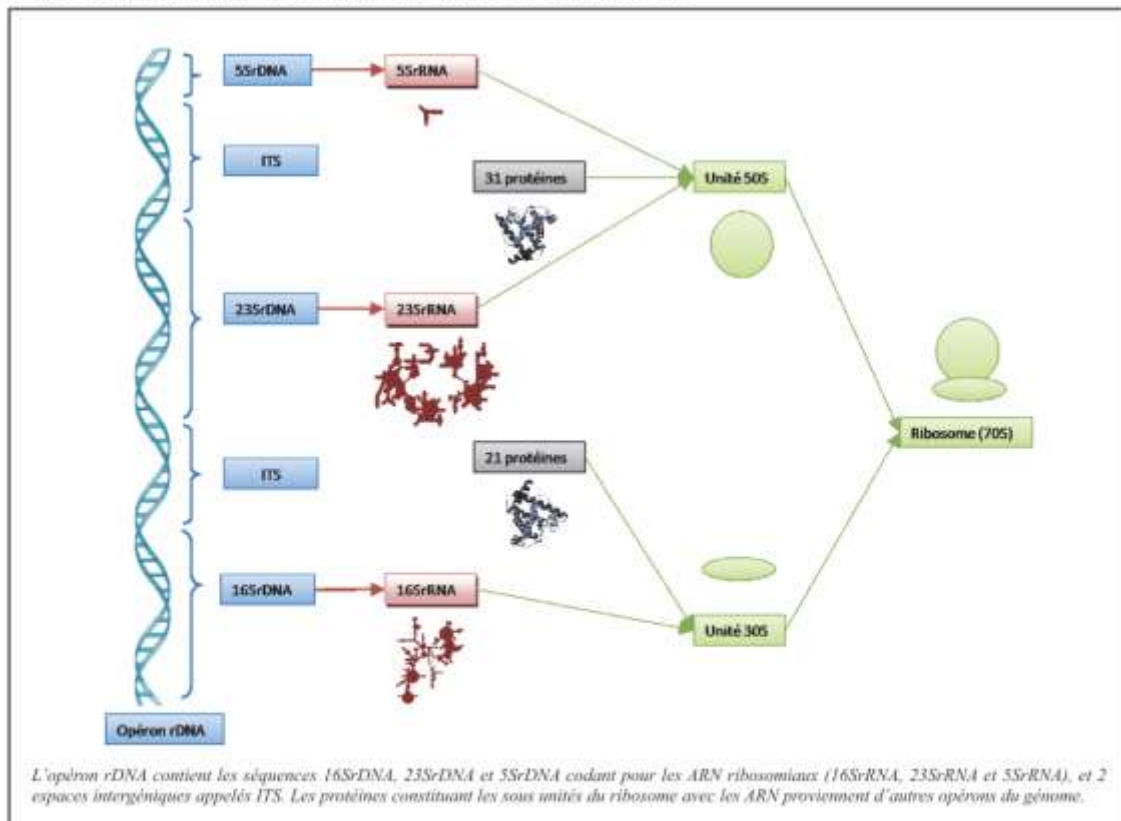 5SrDNA
5SrRNA
ITS
31 protéines
Unité 50S
23SrDNA
23SrRNA
Ribosome (70S)
21 protéines
ITS
16SrDNA
16SrRNA
Unité 30S
Opéron rDNA
L'opéron rDNA contient les séquences 16SrDNA, 23SrDNA et 5SrDNA codant pour les ARN ribosomiaux (16SrRNA, 23SrRNA et 5SrRNA), et 2
espaces intergéniques appelés ITS. Les protéines constituant les sous unités du ribosome avec les ARN proviennent d'autres opérons du génome.